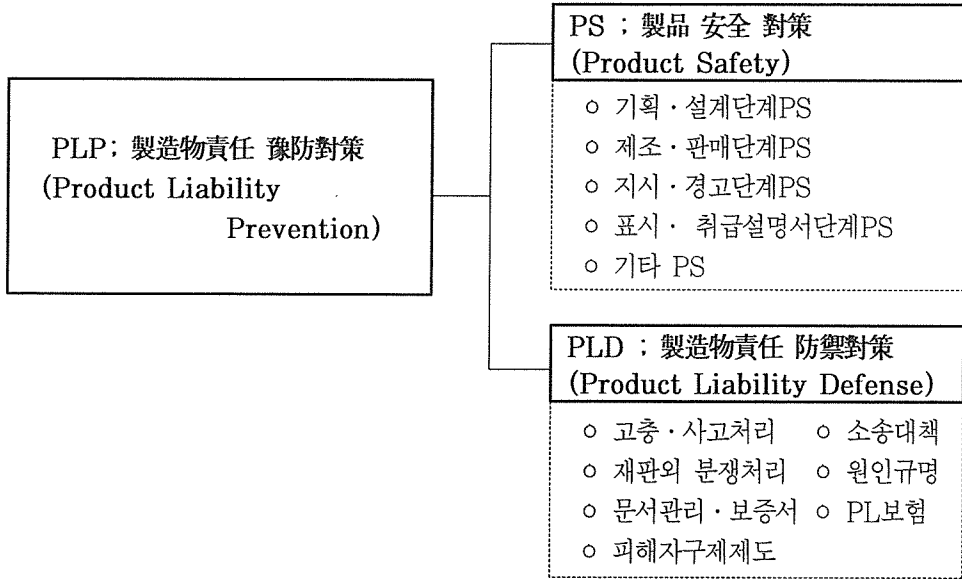 PLP; 製造物責任 豫防對策
(Product Liability
Prevention)
PS ; 製品 安全 對策
(Product Safety)
○ 기획 · 설계단계PS
○ 제조 · 판매단계PS
○ 지시 · 경고단계PS
○ 표시 · 취급설명서단계PS
○ 기타 PS
PLD ; 製造物責任 防禦對策
(Product Liability Defense)
○ 고충 · 사고처리 ○ 소송대책
○ 재판외 분쟁처리 ○ 원인규명
○ 문서관리 · 보증서 ○ PL보험
○ 피해자구제제도